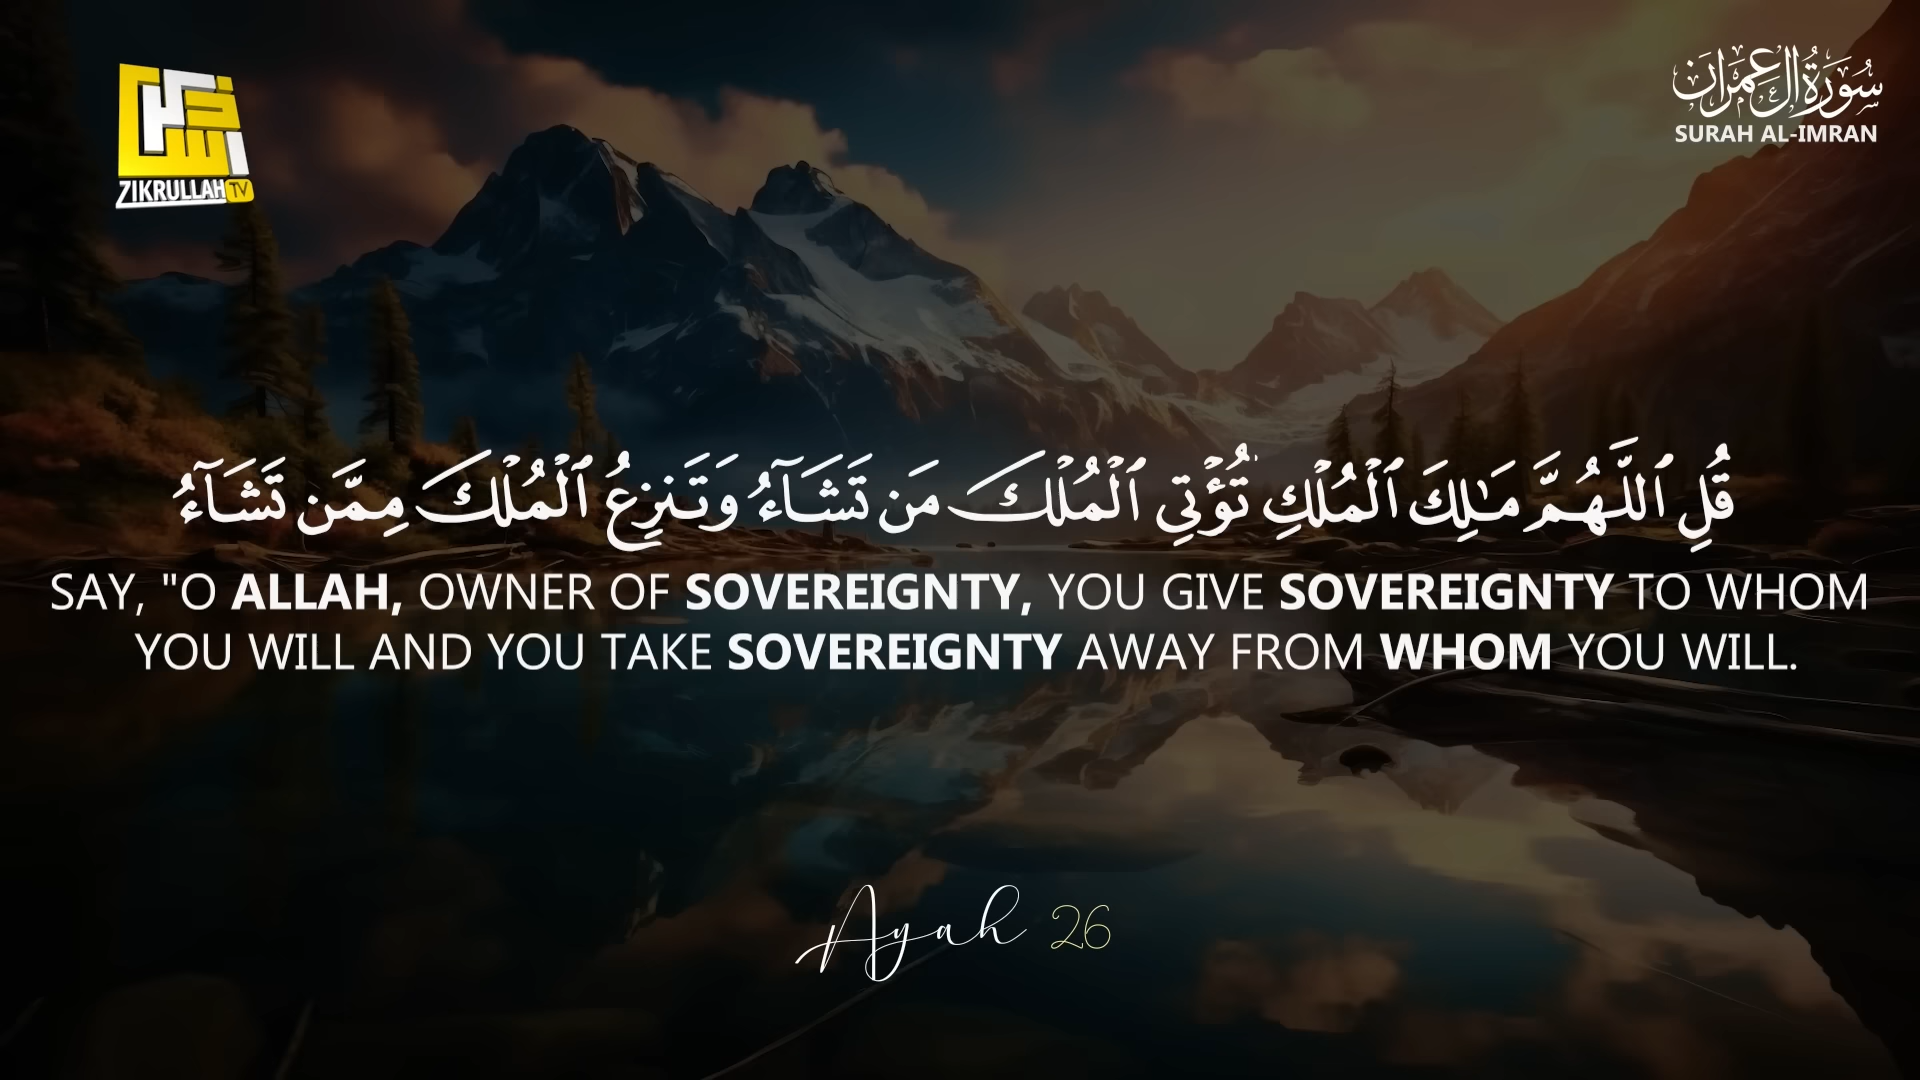 ZIKRULLAH TV
سُورَةُ آل عِمرَان
SURAH AL-IMRAN
قُلِ ٱللَّهُمَّ مَـٰلِكَ ٱلْمُلْكِ تُؤْتِي ٱلْمُلْكَ مَن تَشَآءُ وَتَنزِعُ ٱلْمُلْكَ مِمَّن تَشَآءُ
SAY, "O ALLAH, OWNER OF SOVEREIGNTY, YOU GIVE SOVEREIGNTY TO WHOM
YOU WILL AND YOU TAKE SOVEREIGNTY AWAY FROM WHOM YOU WILL.
Ayah 26